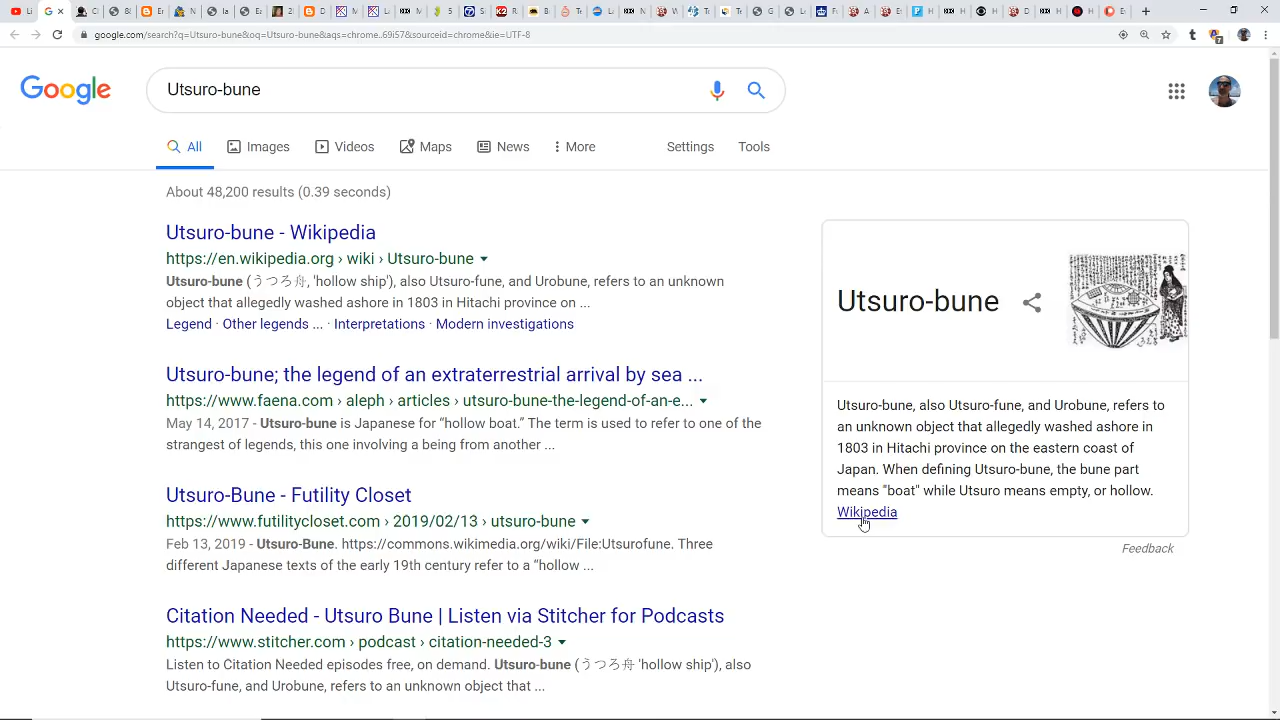 google.com/search?q=Utsuro-bune&oq=Utsuro-bune&aqs=chrome..69i57&sourceid=chrome&ie=UTF-8
Google
Utsuro-bune
All
Images
Videos
Maps
News
More
Settings
Tools
About 48,200 results (0.39 seconds)
Utsuro-bune - Wikipedia
https://en.wikipedia.org › wiki › Utsuro-bune
Utsuro-bune (うつろ舟, 'hollow ship'), also Utsuro-fune, and Urobune, refers to an unknown
object that allegedly washed ashore in 1803 in Hitachi province on ...
Legend · Other legends ... · Interpretations · Modern investigations
Utsuro-bune; the legend of an extraterrestrial arrival by sea ...
https://www.faena.com › aleph › articles › utsuro-bune-the-legend-of-an-e...
May 14, 2017 - Utsuro-bune is Japanese for “hollow boat.” The term is used to refer to one of the
strangest of legends, this one involving a being from another ...
Utsuro-Bune - Futility Closet
https://www.futilitycloset.com › 2019/02/13 › utsuro-bune
Feb 13, 2019 - Utsuro-Bune. https://commons.wikimedia.org/wiki/File:Utsurofune. Three
different Japanese texts of the early 19th century refer to a “hollow ...
Citation Needed - Utsuro Bune | Listen via Stitcher for Podcasts
https://www.stitcher.com › podcast › citation-needed-3
Listen to Citation Needed episodes free, on demand. Utsuro-bune (うつろ舟 'hollow ship'), also
Utsuro-fune, and Urobune, refers to an unknown object that ...
Utsuro-bune
Utsuro-bune, also Utsuro-fune, and Urobune, refers to
an unknown object that allegedly washed ashore in
1803 in Hitachi province on the eastern coast of
Japan. When defining Utsuro-bune, the bune part
means "boat" while Utsuro means empty, or hollow.
Wikipedia
Feedback